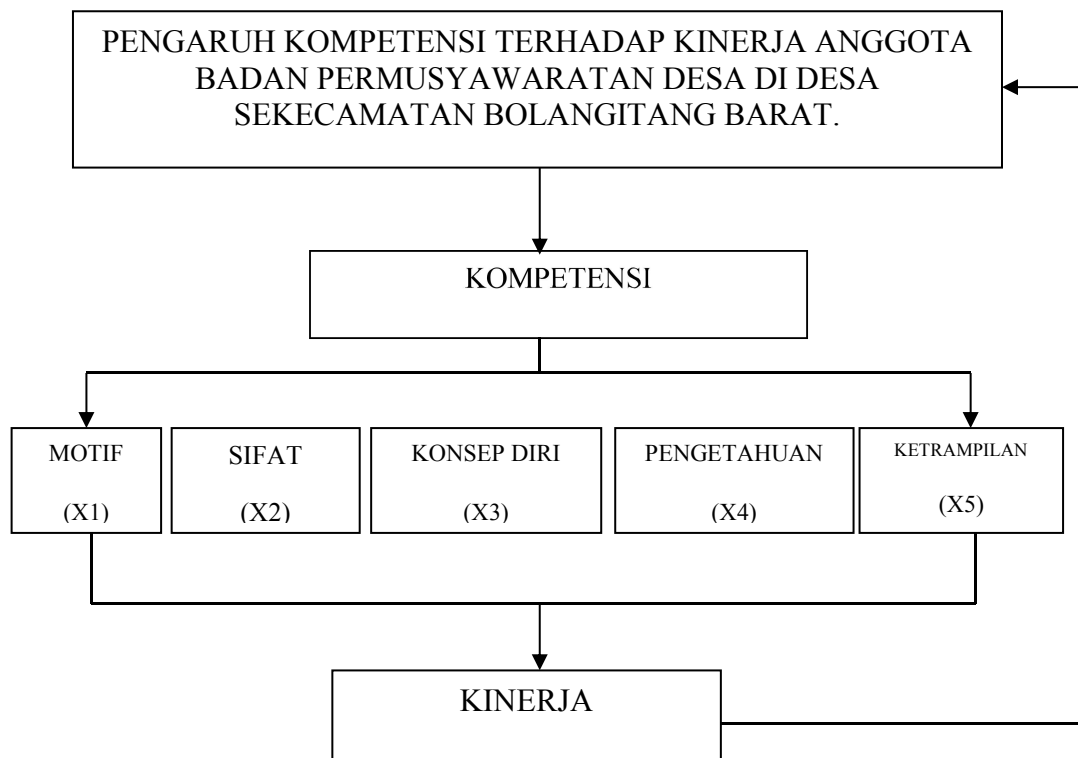 PENGARUH KOMPETENSI TERHADAP KINERJA ANGGOTA
BADAN PERMUSYAWARATAN DESA DI DESA
SEKECAMATAN BOLANGITANG BARAT.
KOMPETENSI
MOTIF
(X1)
SIFAT
(X2)
KONSEP DIRI
(X3)
PENGETAHUAN
(X4)
KETRAMPILAN
(X5)
KINERJA